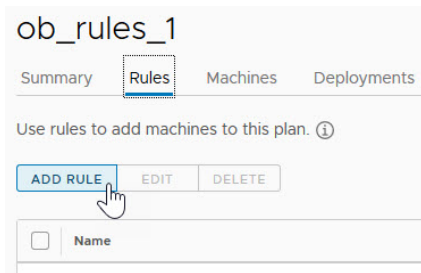 ob_rules_1
Summary Rules Machines Deployments
Use rules to add machines to this plan.
ADD RULE EDIT DELETE
Name